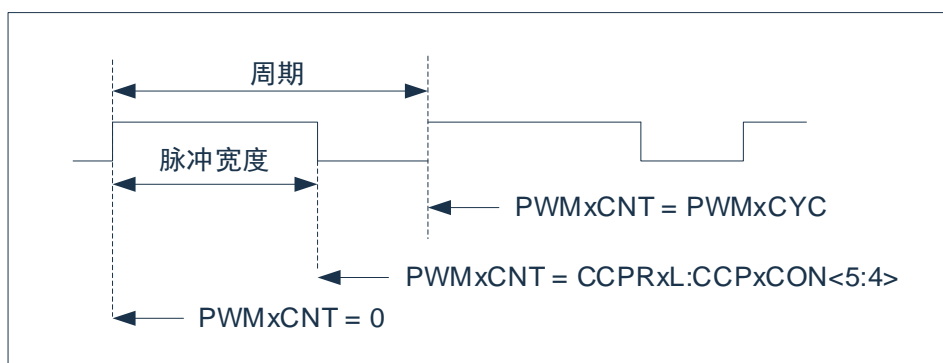 周期
脉冲宽度
PWMxCNT = PWMxCYC
PWMxCNT = CCPRxL:CCPxCON<5:4>
PWMxCNT = 0